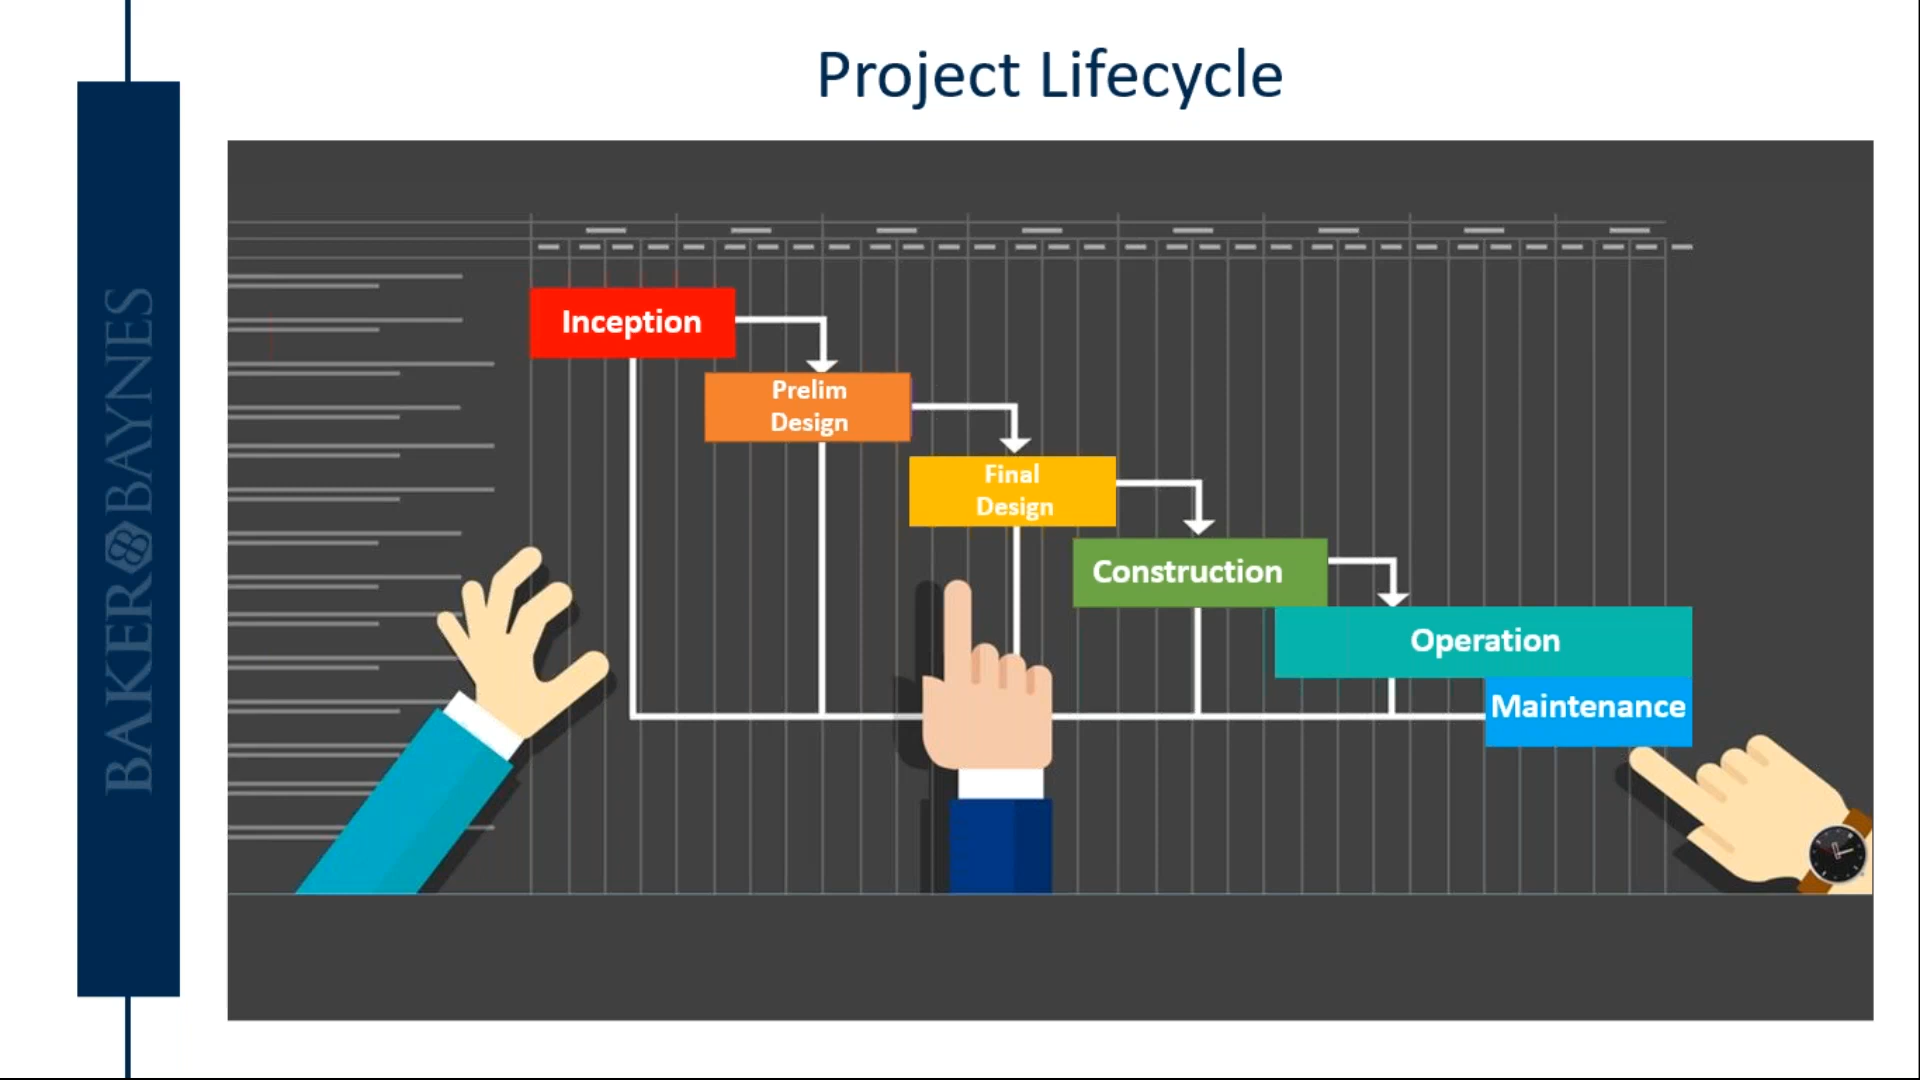 Project Lifecycle
BAKER BAYNES
Inception
Prelim
Design
Final
Design
Construction
Operation
Maintenance